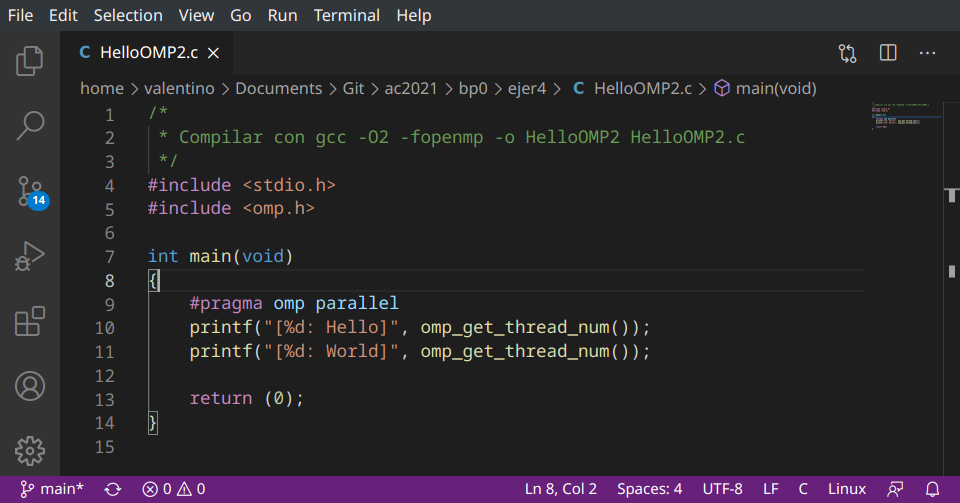 File Edit Selection View Go Run Terminal Help
C HelloOMP2.c
home > valentino > Documents > Git > ac2021 > bp0 > ejer4 > C HelloOMP2.c > main(void)
1 /*
2  * Compilar con gcc -O2 -fopenmp -o HelloOMP2 HelloOMP2.c
3  */
4 #include <stdio.h>
5 #include <omp.h>
6
7 int main(void)
8 {
9     #pragma omp parallel
10     printf("[%d: Hello]", omp_get_thread_num());
11     printf("[%d: World]", omp_get_thread_num());
12
13     return (0);
14 }
15
14
main* 0 0 Ln 8, Col 2 Spaces: 4 UTF-8 LF C Linux